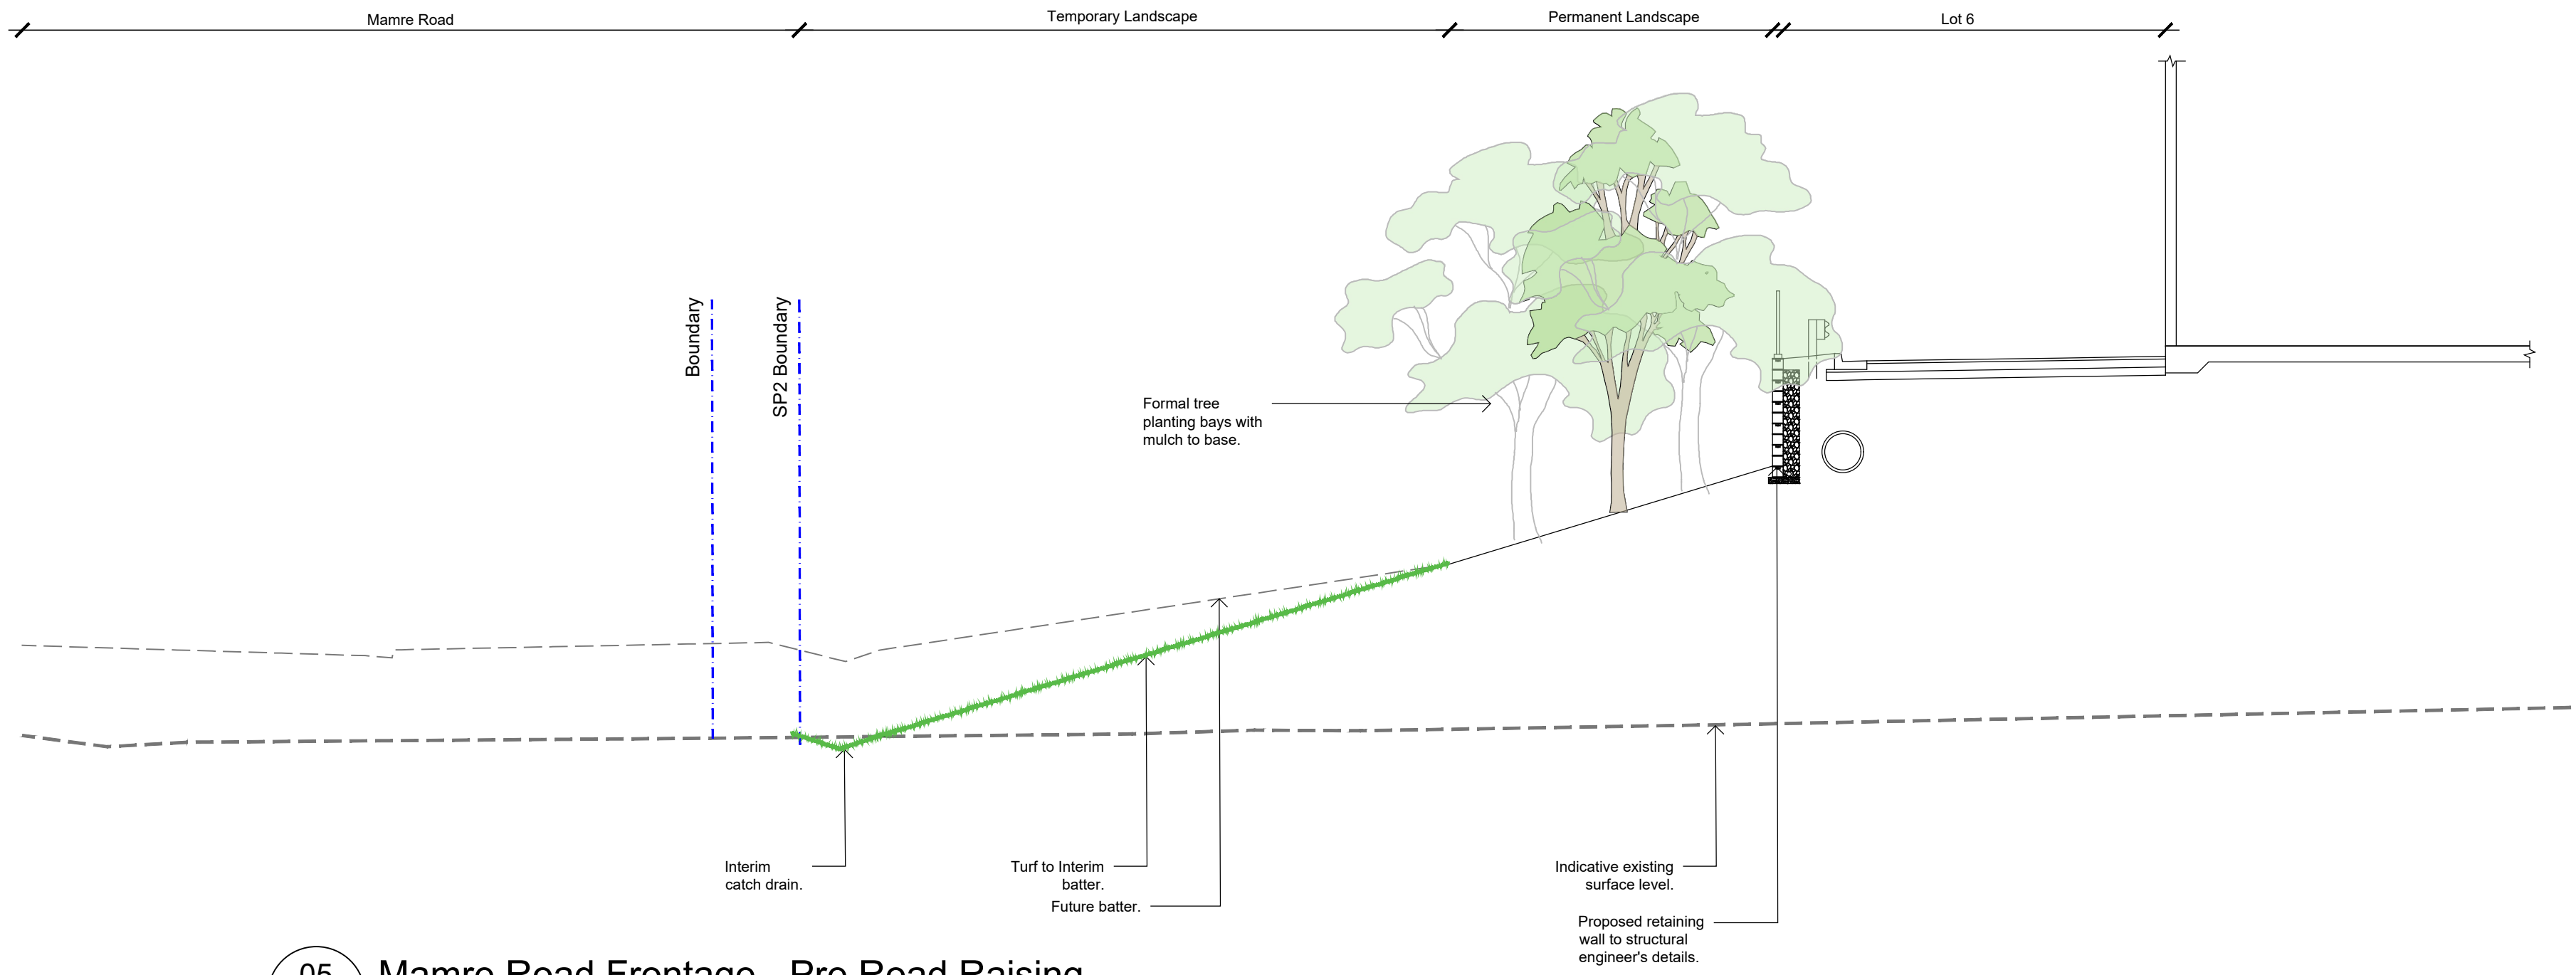 Mamre Road
Temporary Landscape
Permanent Landscape
Lot 6
Boundary
SP2 Boundary
Formal tree
planting bays with
mulch to base.
Interim
catch drain.
Turf to Interim
batter.
Future batter.
Indicative existing
surface level.
Proposed retaining
wall to structural
engineer's details.
05
Mamre Road Frontage - Pre Road Raising